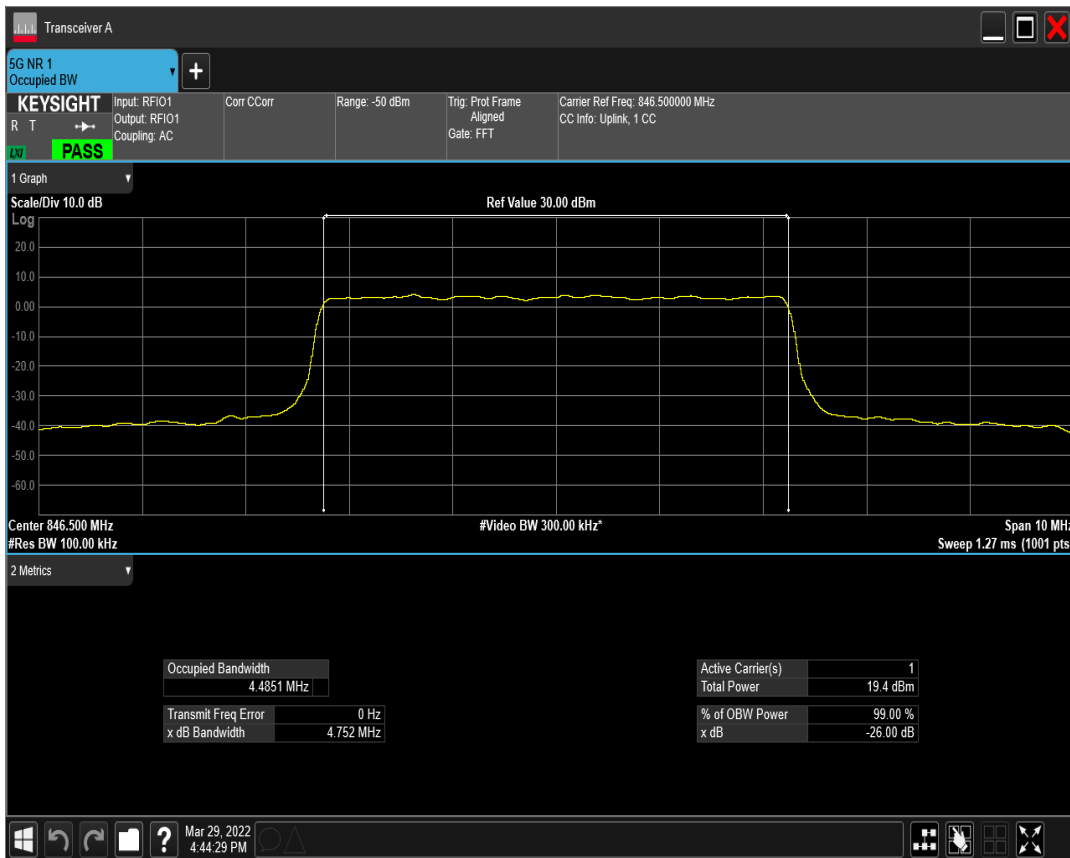 Transceiver A
5G NR 1
Occupied BW
+
KEYSIGHT
R T
LXI
PASS
Input: RFIO1
Output: RFIO1
Coupling: AC
Corr CCorr
Range: -50 dBm
Trig: Prot Frame
Aligned
Gate: FFT
Carrier Ref Freq: 846.500000 MHz
CC Info: Uplink, 1 CC
1 Graph
Scale/Div 10.0 dB
Ref Value 30.00 dBm
Log
20.0
10.0
0.00
-10.0
-20.0
-30.0
-40.0
-50.0
-60.0
Center 846.500 MHz
#Video BW 300.00 kHz*
Span 10 MHz
#Res BW 100.00 kHz
Sweep 1.27 ms (1001 pts
2 Metrics
Occupied Bandwidth
4.4851 MHz
Transmit Freq Error 0 Hz
x dB Bandwidth 4.752 MHz
Active Carrier(s) 1
Total Power 19.4 dBm
% of OBW Power 99.00 %
x dB -26.00 dB
?
Mar 29, 2022
4:44:29 PM